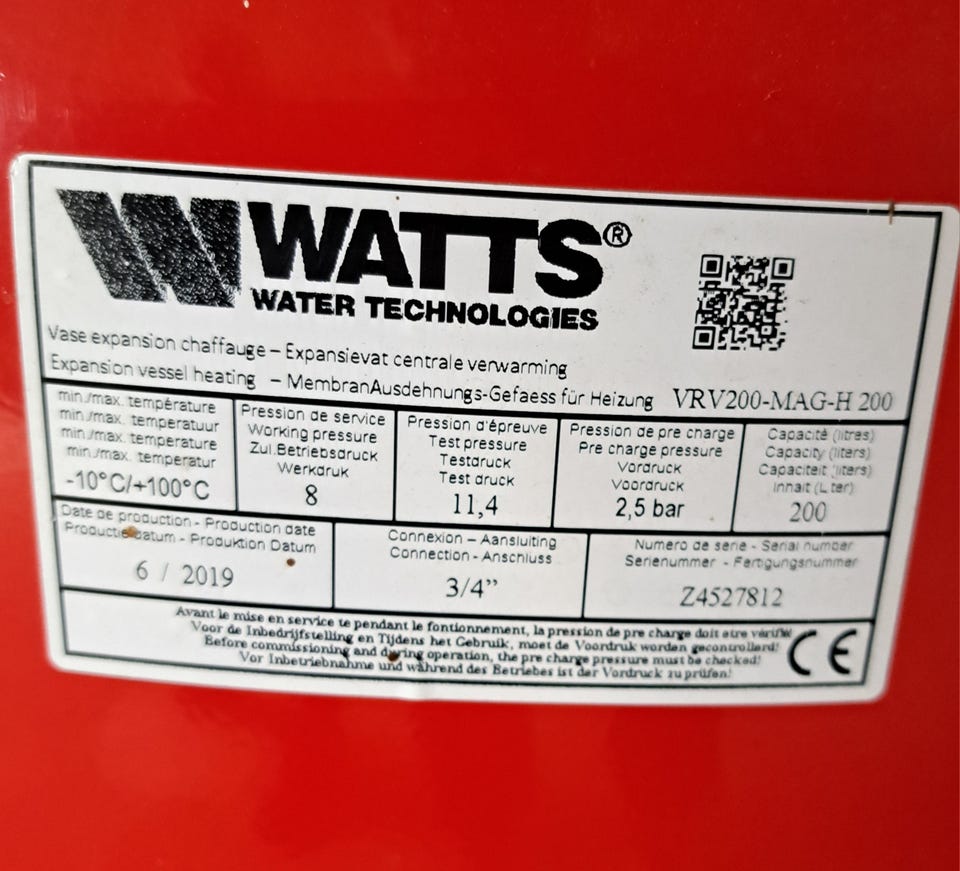 WATTS®
WATER TECHNOLOGIES
Vase expansion chaffauge – Expansievat centrale verwarming
Expansion vessel heating – MembranAusdehnungs-Gefaess für Heizung VRV200-MAG-H 200
min./max. température
min./max. temperatuur
min./max. temperature
min./max. temperatur
-10°C/+100°C
Pression de service
Working pressure
Zul.Betriebsdruck
Werkdruk
8
Pression d'épreuve
Test pressure
Testdruck
Test druck
11,4
Pression de pre charge
Pre charge pressure
Vordruck
Voordruck
2,5 bar
Capacité (litres)
Capacity (liters)
Capaciteit (liters)
Inhalt (Liter)
200
Date de production - Production date
Productiedatum - Produktion Datum
6 / 2019
Connexion – Aansluiting
Connection - Anschluss
3/4”
Numero de serie - Serial number
Serienummer - Fertigungsnummer
Z4527812
Avant le mise en service te pendant le fontionnement, la pression de pre charge doit etre vérifié!
Voor de Inbedrijfstelling en Tijdens het Gebruik, moet de Voordruk worden gecontrollerd!
Before commissioning and during operation, the pre charge pressure must be checked!
Vor Inbetriebnahme und während des Betriebes ist der Vordruck zu prüfen!
CE